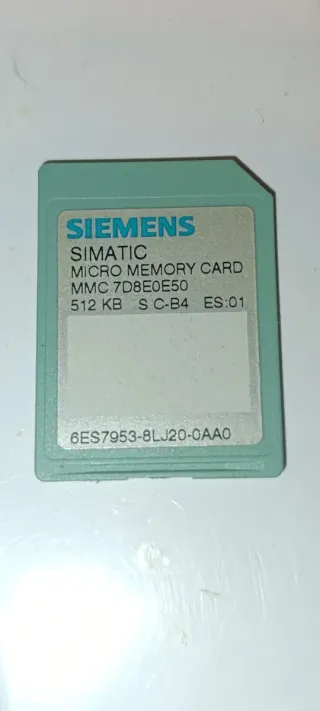 SIEMENS
SIMATIC
MICRO MEMORY CARD
MMC 7D8E0E50
512 KB S C-B4 ES:01
6ES7953-8LJ20-0AA0